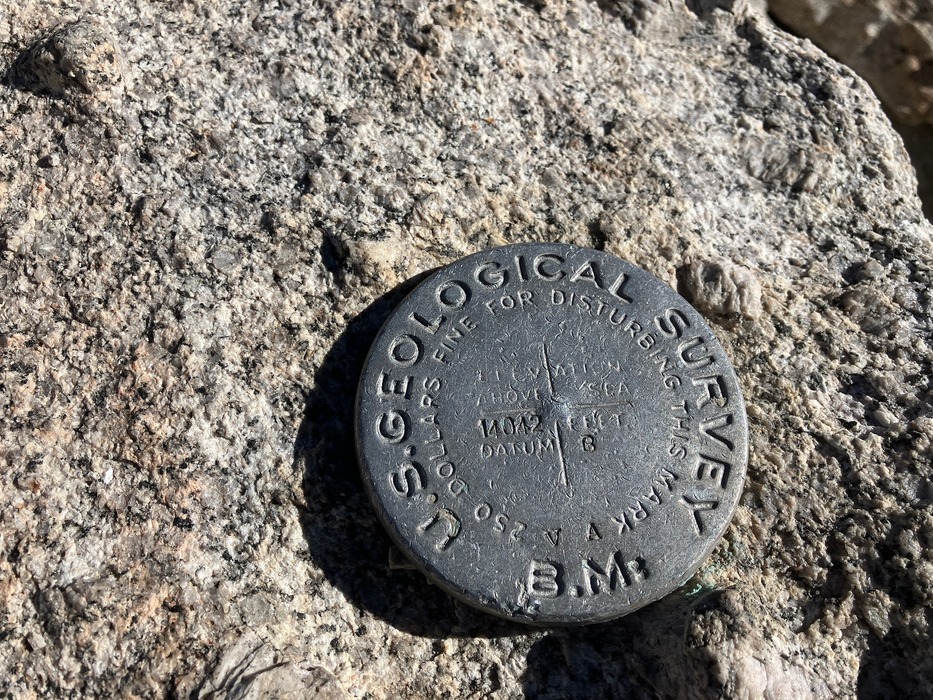 U.S. GEOLOGICAL SURVEY
250 DOLLARS FINE FOR DISTURBING THIS MARK
ELEVATION
ABOVE SEA
14042 FEET
DATUM B
B.M.